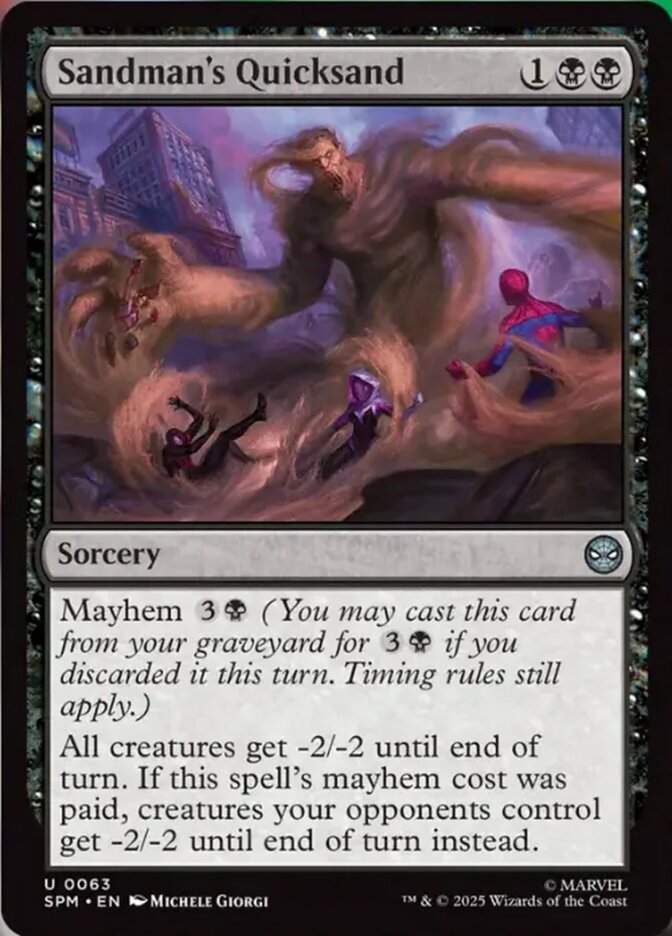 Sandman's Quicksand 1
Sorcery
Mayhem 3 (You may cast this card
from your graveyard for 3 if you
discarded it this turn. Timing rules still
apply.)
All creatures get -2/-2 until end of
turn. If this spell's mayhem cost was
paid, creatures your opponents control
get -2/-2 until end of turn instead.
U 0063
SPM • EN MICHELE GIORGI
© MARVEL
™ & © 2025 Wizards of the Coast